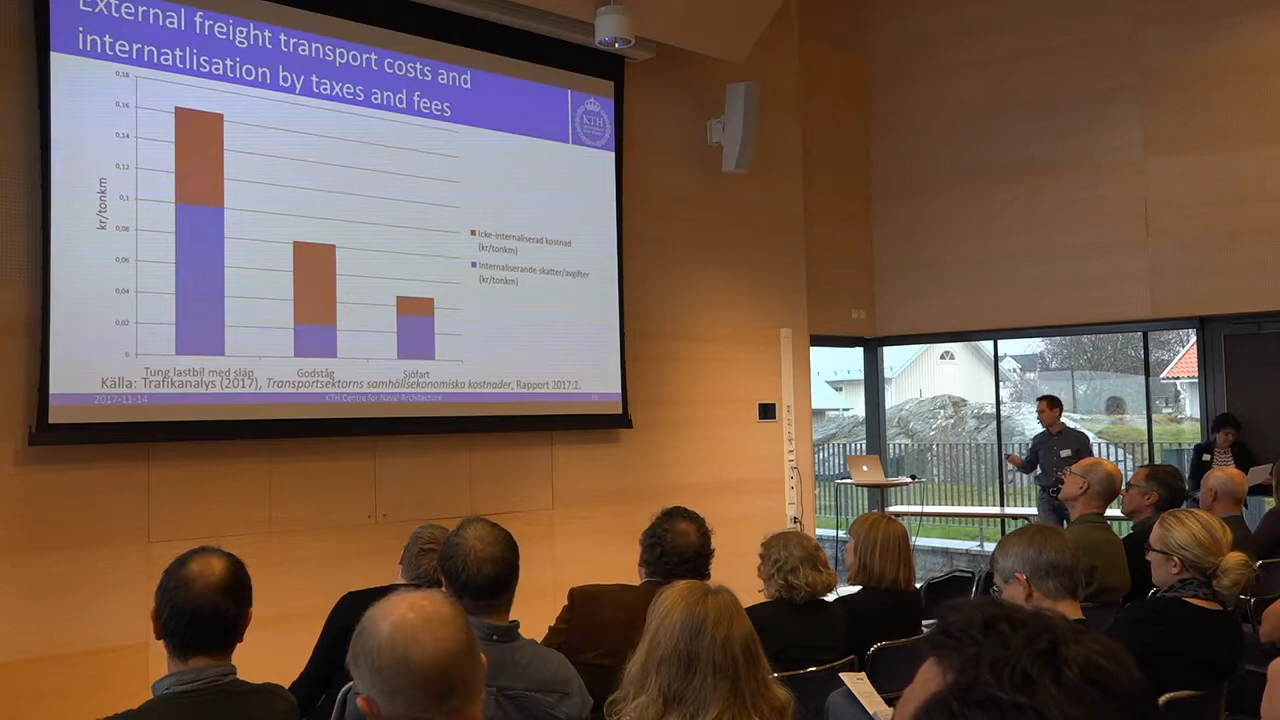 External freight transport costs and
internatlisation by taxes and fees
KTH
0,18
0,16
0,14
0,12
0,1
0,08
0,06
0,04
0,02
0
kr/tonkm
Icke-internaliserad kostnad
(kr/tonkm)
Internaliserande skatter/avgifter
(kr/tonkm)
Tung lastbil med släp
Godståg
Sjöfart
Källa: Trafikanalys (2017), Transportsektorns samhällsekonomiska kostnader, Rapport 2017:2.
2017-11-14
KTH Centre for Naval Architecture